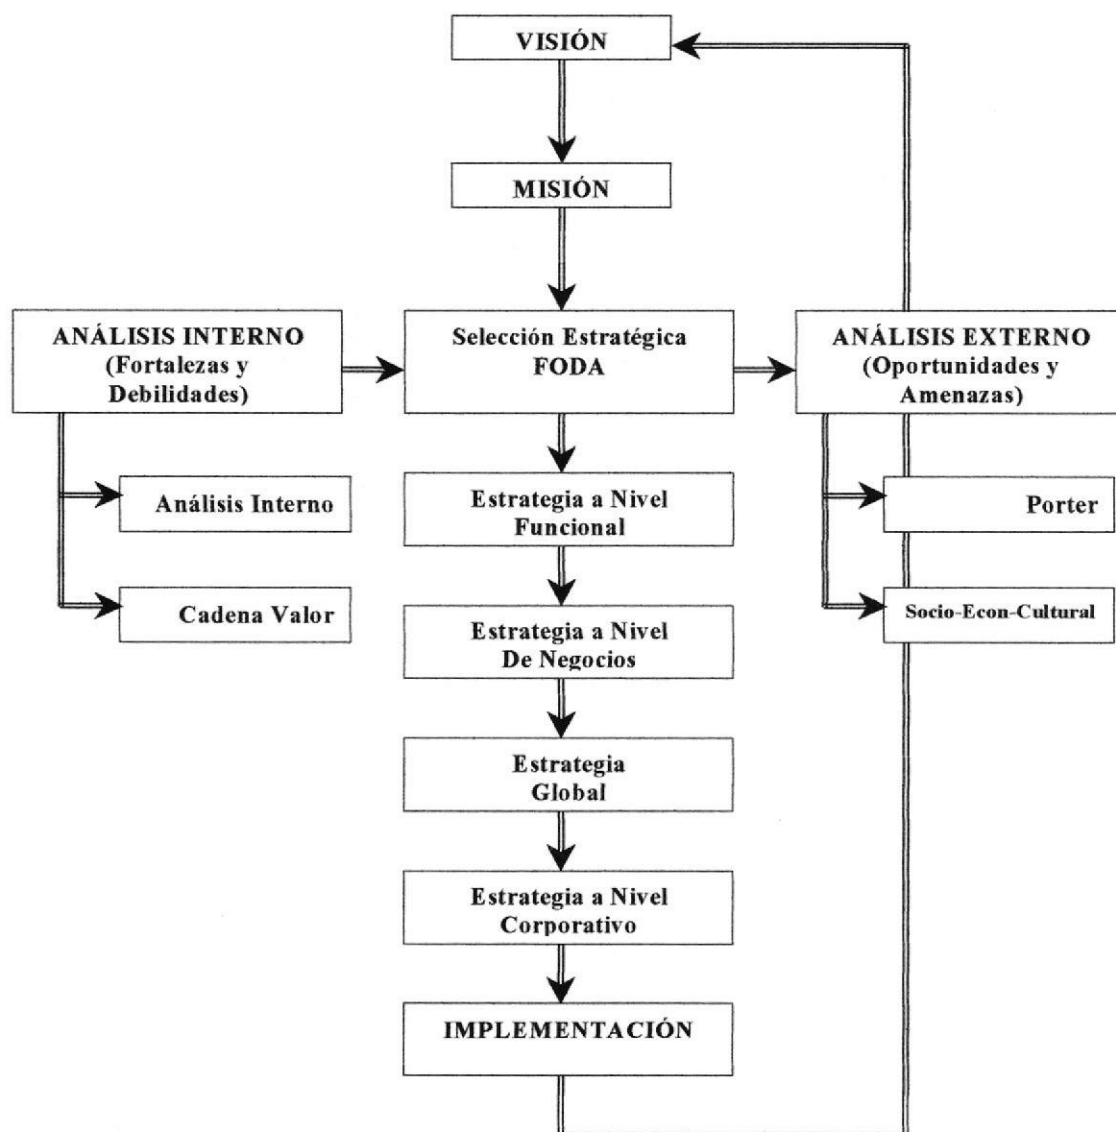 VISIÓN
MISIÓN
ANÁLISIS INTERNO
(Fortalezas y
Debilidades)
Selección Estratégica
FODA
ANÁLISIS EXTERNO
(Oportunidades y
Amenazas)
Análisis Interno
Cadena Valor
Estrategia a Nivel
Funcional
Porter
Socio-Econ-Cultural
Estrategia a Nivel
De Negocios
Estrategia
Global
Estrategia a Nivel
Corporativo
IMPLEMENTACIÓN